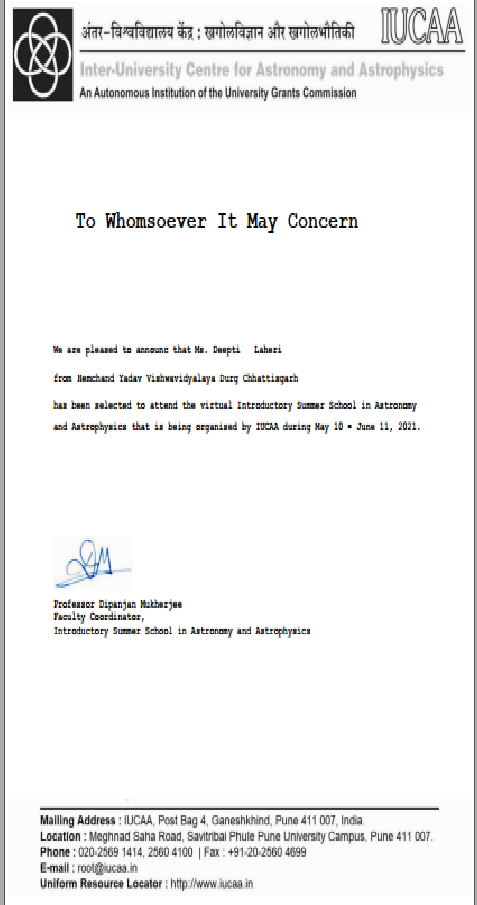 अंतर-विश्वविद्यालय केंद्र : खगोलविज्ञान और खगोलभौतिकी
IUCAA
Inter-University Centre for Astronomy and Astrophysics
An Autonomous Institution of the University Grants Commission
To Whomsoever It May Concern
We are pleased to announc that Ms. Deepti Laheri
from Hemchand Yadav Vishwavidyalaya Durg Chhattisgarh
has been selected to attend the virtual Introductory Summer School in Astronomy
and Astrophysics that is being organised by IUCAA during May 10 - June 11, 2021.
Professor Dipanjan Mukherjee
Faculty Coordinator,
Introductory Summer School in Astronomy and Astrophysics
Mailing Address : IUCAA, Post Bag 4, Ganeshkhind, Pune 411 007, India.
Location : Meghnad Saha Road, Savitribai Phule Pune University Campus, Pune 411 007.
Phone : 020-2569 1414, 2560 4100 | Fax : +91-20-2560 4699
E-mail : root@iucaa.in
Uniform Resource Locator : http://www.iucaa.in